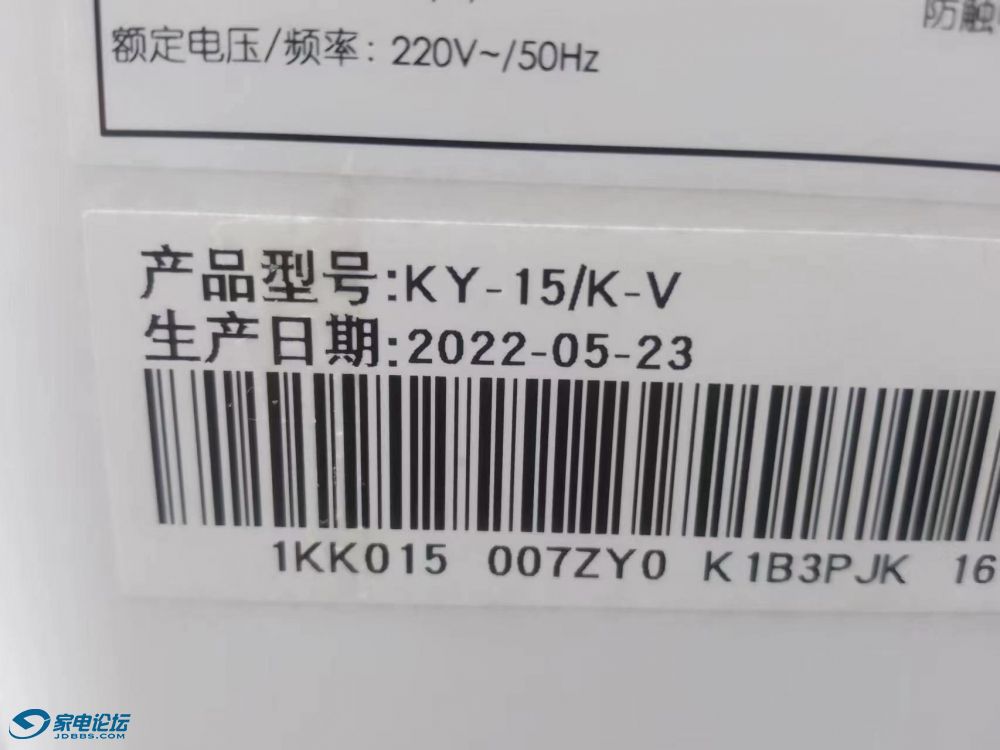 防触
额定电压/频率: 220V~/50Hz
产品型号:KY-15/K-V
生产日期:2022-05-23
1KK015 007ZY0 K1B3PJK 16
家电论坛
JDBBS.COM